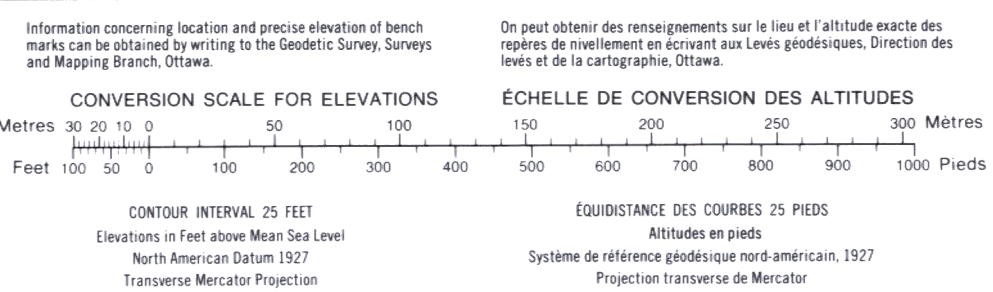 Information concerning location and precise elevation of bench
marks can be obtained by writing to the Geodetic Survey, Surveys
and Mapping Branch, Ottawa.
On peut obtenir des renseignements sur le lieu et l'altitude exacte des
repères de nivellement en écrivant aux Levés géodésiques, Direction des
levés et de la cartographie, Ottawa.
CONVERSION SCALE FOR ELEVATIONS ÉCHELLE DE CONVERSION DES ALTITUDES
Metres 30 20 10 0 50 100 150 200 250 300 Mètres
Feet 100 50 0 100 200 300 400 500 600 700 800 900 1000 Pieds
CONTOUR INTERVAL 25 FEET
Elevations in Feet above Mean Sea Level
North American Datum 1927
Transverse Mercator Projection
ÉQUIDISTANCE DES COURBES 25 PIEDS
Altitudes en pieds
Système de référence géodésique nord-américain, 1927
Projection transverse de Mercator